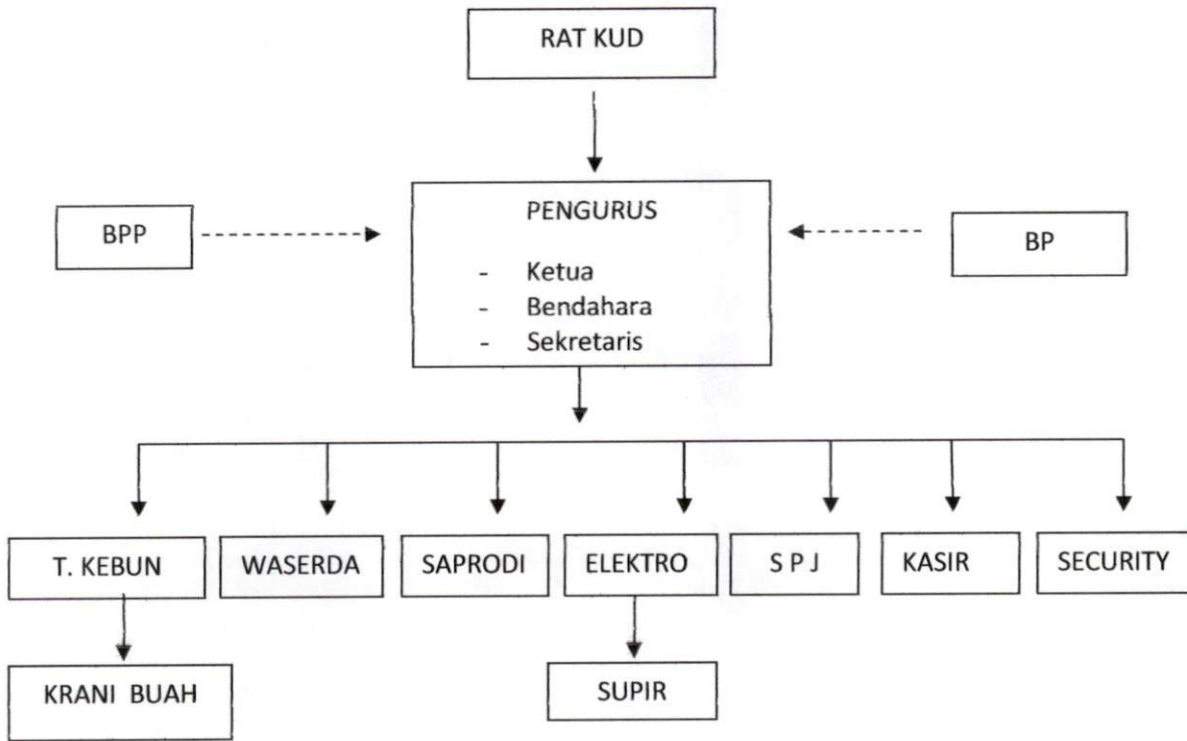 RAT KUD
PENGURUS
BPP
BP
- Ketua
- Bendahara
- Sekretaris
T. KEBUN
WASERDA
SAPRODI
ELEKTRO
S P J
KASIR
SECURITY
KRANI BUAH
SUPIR